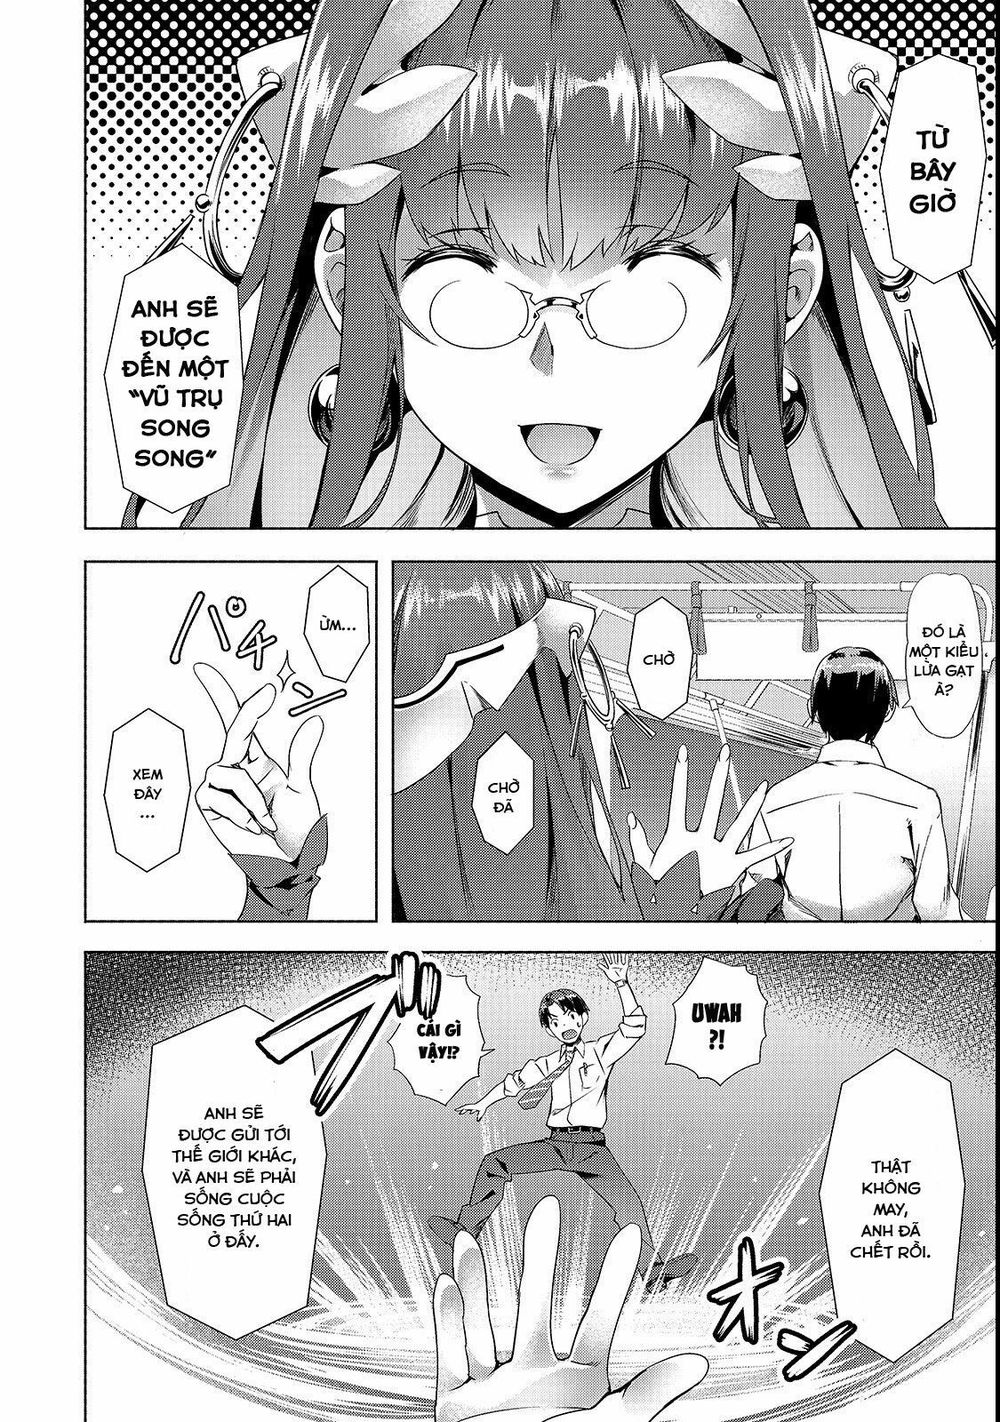 TỪ
BÂY
GIỜ
ANH SẼ
ĐƯỢC
ĐẾN MỘT
“VŨ TRỤ
SONG
SONG”
ĐÓ LÀ
MỘT KIỂU
LỪA GẠT
À?
CHỜ
CHỜ
ĐÃ
ỪM...
パチン
XEM
ĐÂY
...
UWAH
?!
CÁI GÌ
VẬY!?
THẬT
KHÔNG
MAY,
ANH ĐÃ
CHẾT RỒI.
ANH SẼ
ĐƯỢC GỬI TỚI
THẾ GIỚI KHÁC,
VÀ ANH SẼ PHẢI
SỐNG CUỘC
SỐNG THỨ HAI
Ở ĐẤY.